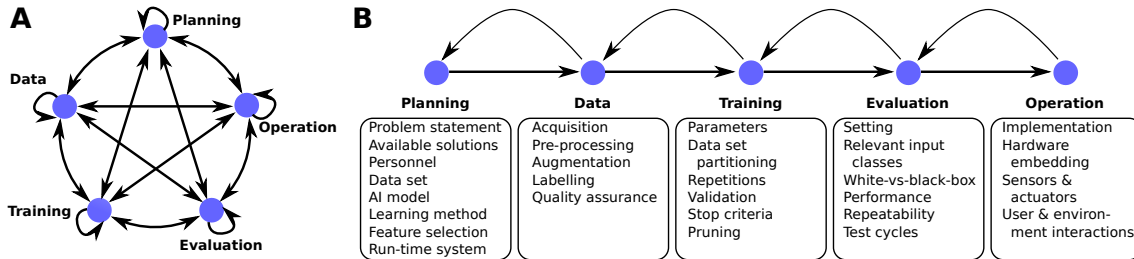 A
Planning
Data
Operation
Training
Evaluation
B
Planning
Problem statement
Available solutions
Personnel
Data set
AI model
Learning method
Feature selection
Run-time system
Data
Acquisition
Pre-processing
Augmentation
Labelling
Quality assurance
Training
Parameters
Data set
partitioning
Repetitions
Validation
Stop criteria
Pruning
Evaluation
Setting
Relevant input
classes
White-vs-black-box
Performance
Repeatability
Test cycles
Operation
Implementation
Hardware
embedding
Sensors &
actuators
User & environ-
ment interactions